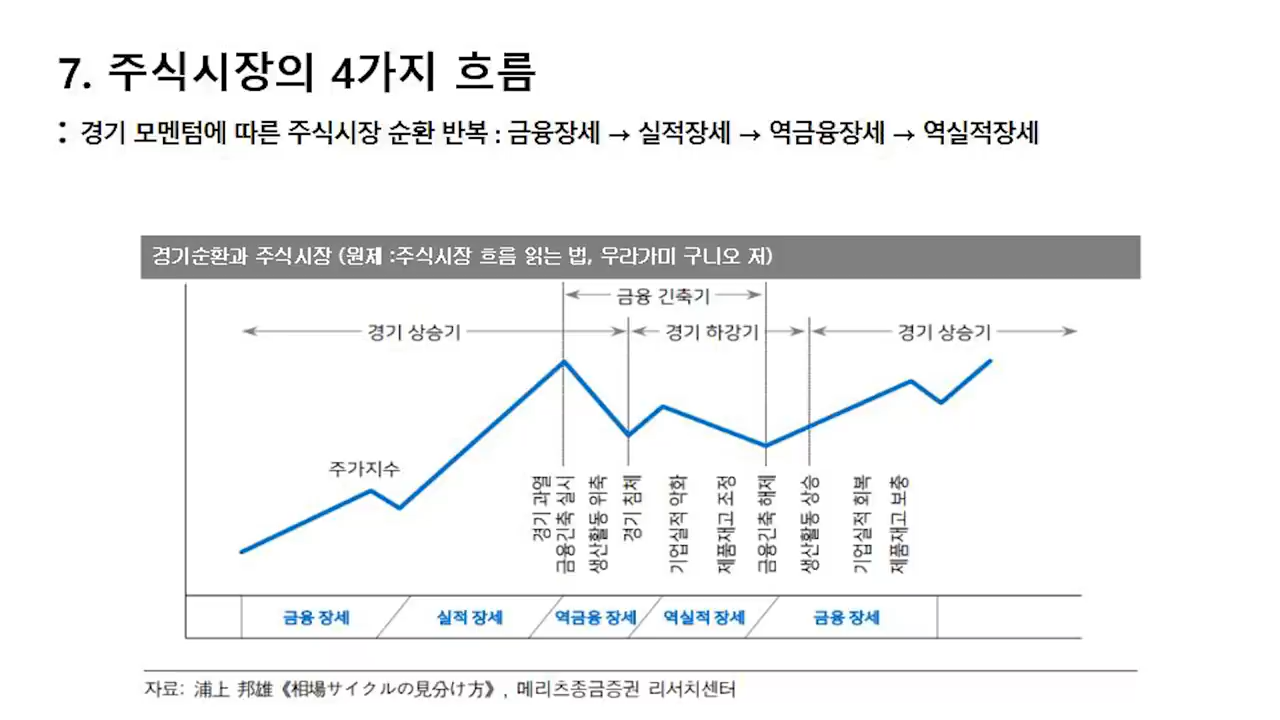 7. 주식시장의 4가지 흐름
: 경기 모멘텀에 따른 주식시장 순환 반복 : 금융장세 → 실적장세 → 역금융장세 → 역실적장세
경기순환과 주식시장 (원제 :주식시장 흐름 읽는 법, 우라가미 구니오 저)
금융 긴축기
경기 상승기
경기 하강기
경기 상승기
주가지수
경기 과열
금융긴축 실시
생산활동 위축
경기 침체
기업실적 악화
제품재고 조정
금융긴축 해제
생산활동 상승
기업실적 회복
제품재고 보충
금융 장세
실적 장세
역금융 장세
역실적 장세
금융 장세
자료: 浦上 邦雄《相場サイクルの見分け方》, 메리츠종금증권 리서치센터